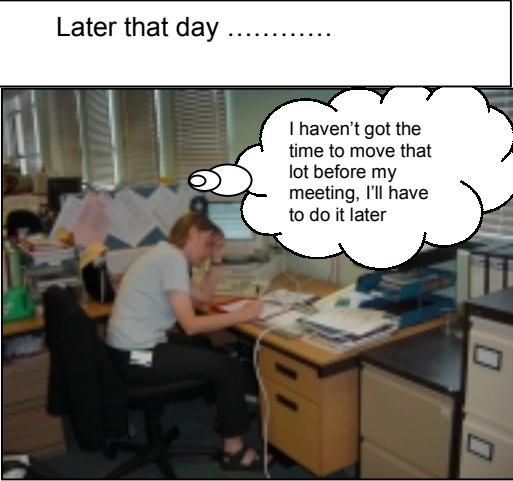 Later that day …………
I haven't got the
time to move that
lot before my
meeting, I'll have
to do it later